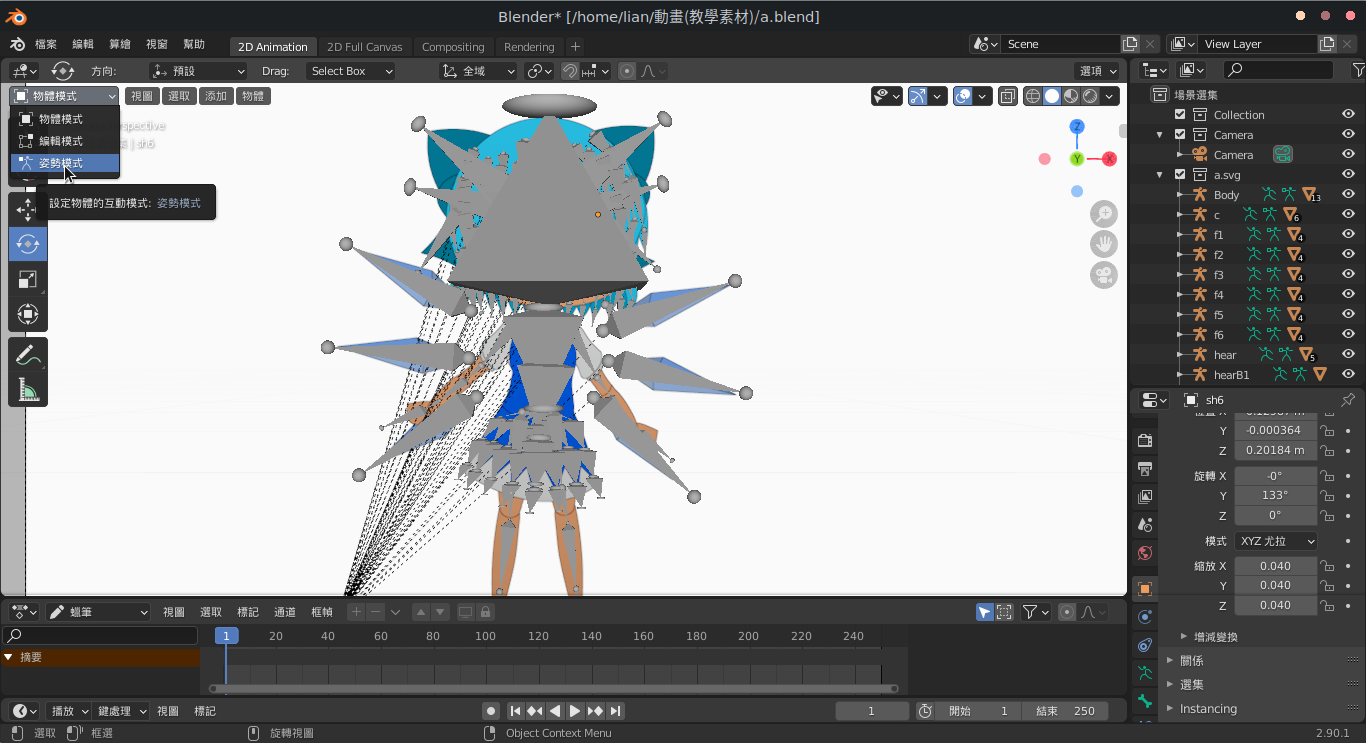 Blender* [/home/lian/動畫(教學素材)/a.blend]
檔案 編輯 算繪 視窗 幫助 2D Animation 2D Full Canvas Compositing Rendering + Scene View Layer
方向: 預設 Drag: Select Box 全域 選項
物體模式 視圖 選取 添加 物體
物體模式
編輯模式
姿勢模式
sh6
設定物體的互動模式: 姿勢模式
Z
Y
X
場景選集
Collection
Camera
Camera
a.svg
Body 13
c 6
f1 4
f2 4
f3 4
f4 4
f5 4
f6 4
hear 5
hearB1
sh6
Y -0.000364
Z 0.20184 m
旋轉 X -0°
Y 133°
Z 0°
模式 XYZ 尤拉
縮放 X 0.040
Y 0.040
Z 0.040
增減變換
關係
選集
Instancing
蠟筆 視圖 選取 標記 通道 框幀
1 20 40 60 80 100 120 140 160 180 200 220 240
摘要
播放 鍵處理 視圖 標記 1 開始 1 結束 250
選取 框選 旋轉視圖 Object Context Menu 2.90.1